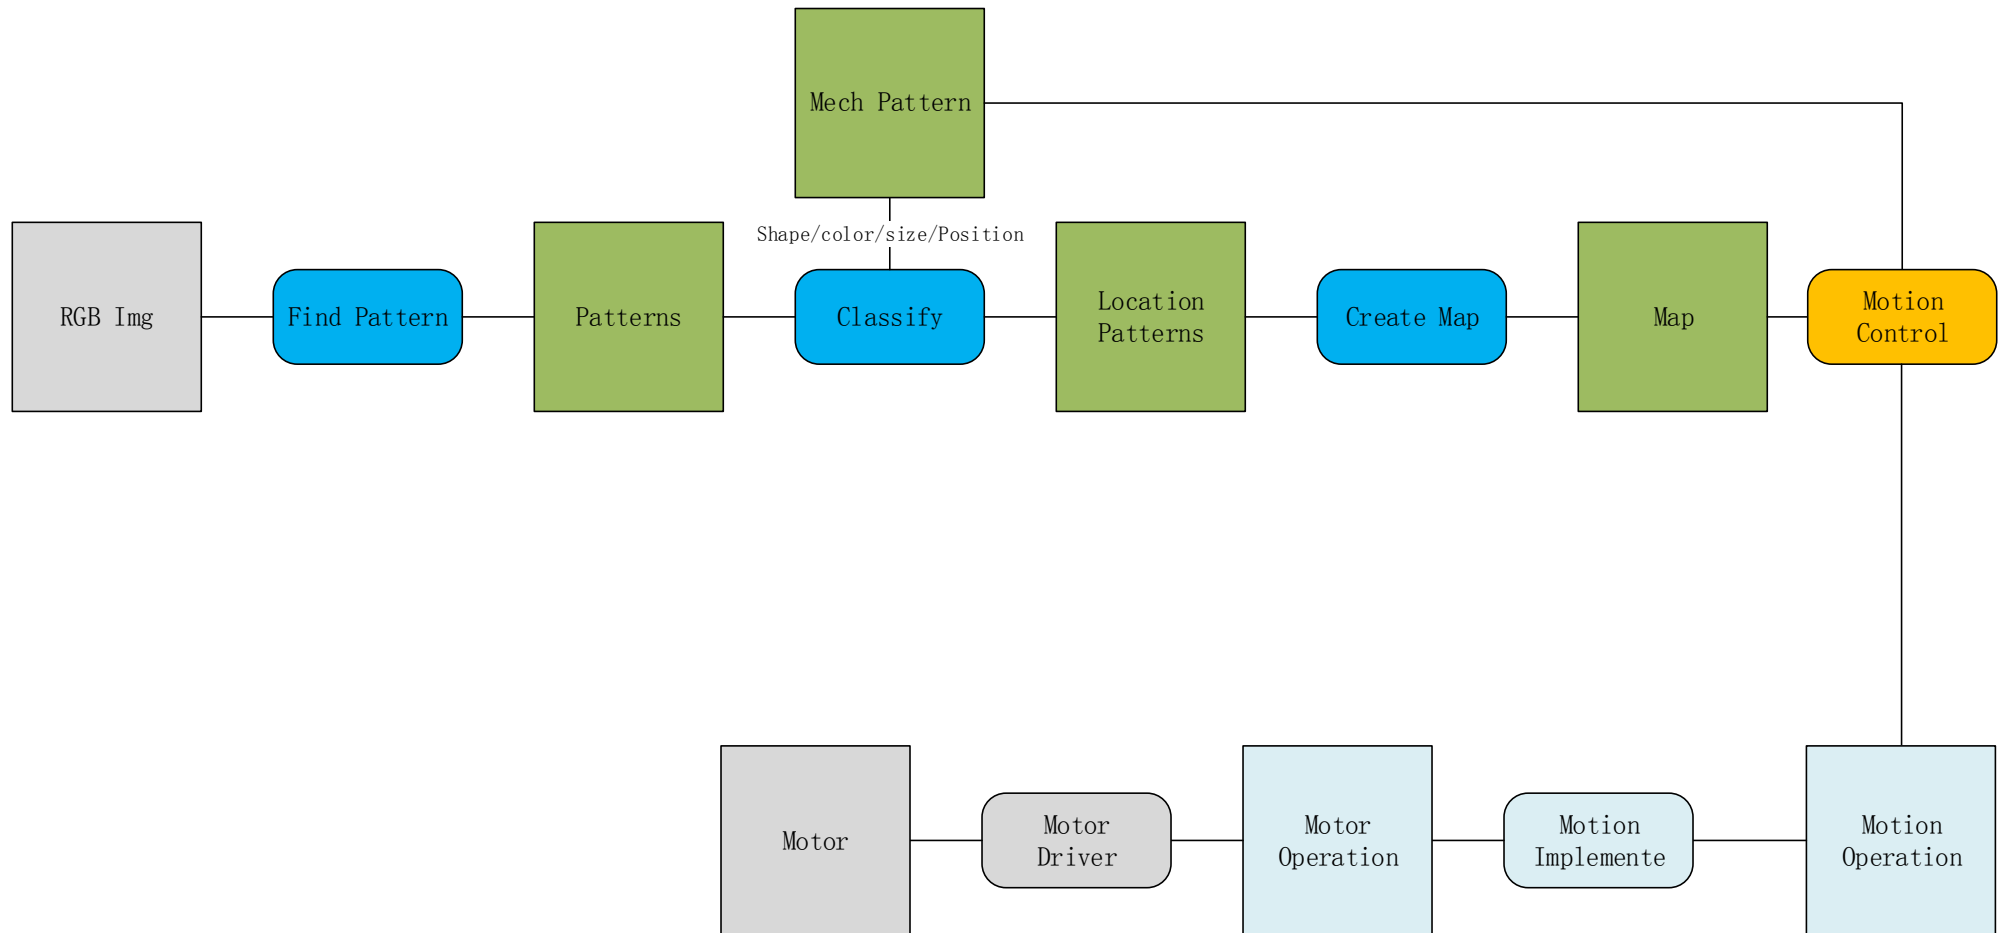 Mech Pattern
Shape/color/size/Position
RGB Img
Find Pattern
Patterns
Classify
Location
Patterns
Create Map
Map
Motion
Control
Motor
Motor
Driver
Motor
Operation
Motion
Implemente
Motion
Operation